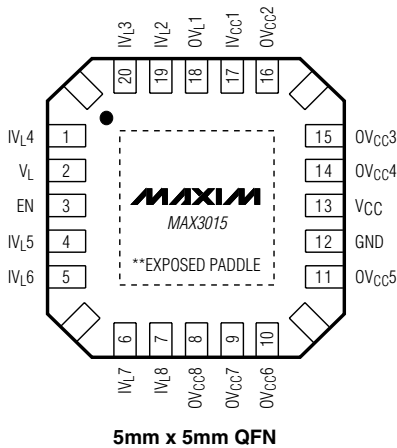 IVL3 IVL2 OVL1 IVCC1 OVCC2
20 19 18 17 16
IVL4 1 15 OVCC3
VL 2 14 OVCC4
EN 3 13 VCC
IVL5 4 12 GND
IVL6 5 11 OVCC5
MAXIM
MAX3015
**EXPOSED PADDLE
6 7 8 9 10
IVL7 IVL8 OVCC8 OVCC7 OVCC6
5mm x 5mm QFN